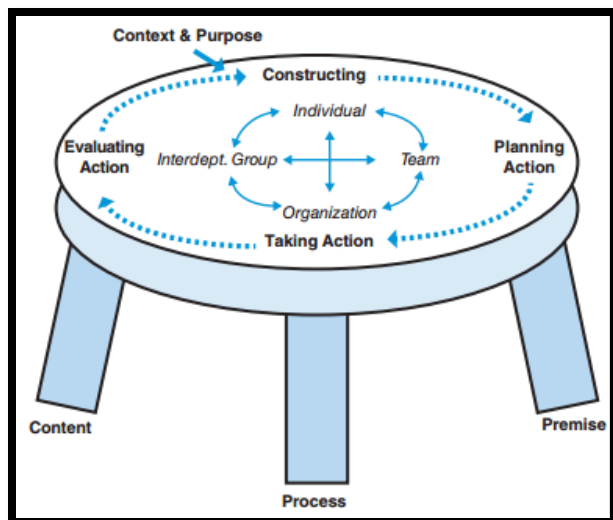 Context & Purpose
Constructing
Individual
Evaluating
Action
Interdept. Group
Team
Planning
Action
Organization
Taking Action
Content
Process
Premise